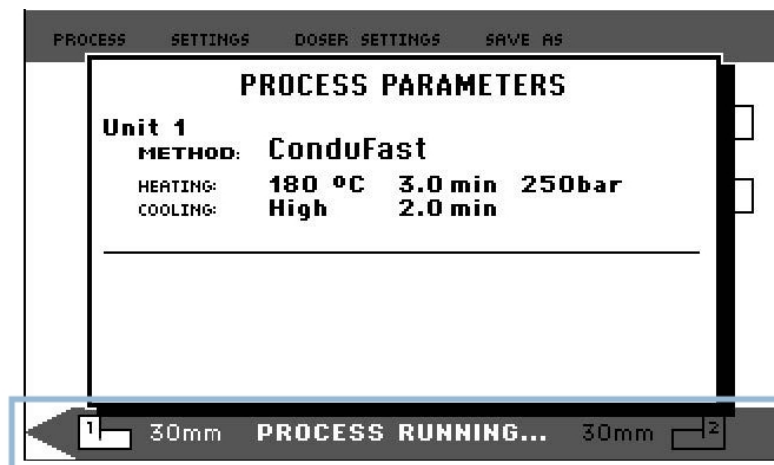 PROCESS SETTINGS DOSER SETTINGS SAVE AS
PROCESS PARAMETERS
Unit 1
METHOD: ConduFast
HEATING: 180 ºC 3.0 min 250bar
COOLING: High 2.0 min
1 30mm PROCESS RUNNING... 30mm 2